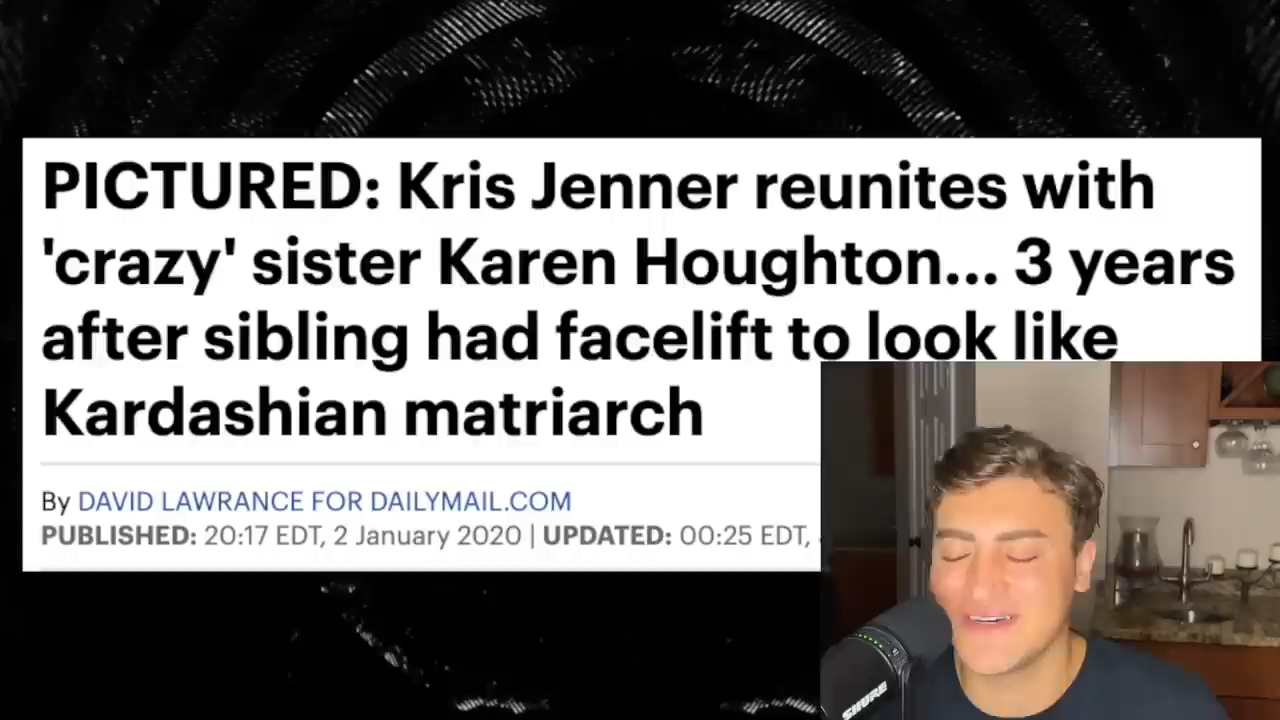 PICTURED: Kris Jenner reunites with
'crazy' sister Karen Houghton... 3 years
after sibling had facelift to look like
Kardashian matriarch
By DAVID LAWRANCE FOR DAILYMAIL.COM
PUBLISHED: 20:17 EDT, 2 January 2020 | UPDATED: 00:25 EDT,
SHURE